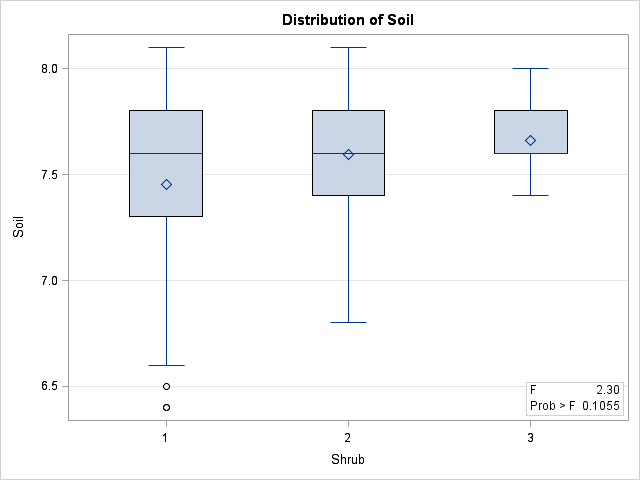 Distribution of Soil
8.0
7.5
7.0
6.5
Soil
1 2 3
Shrub
F 2.30
Prob > F 0.1055